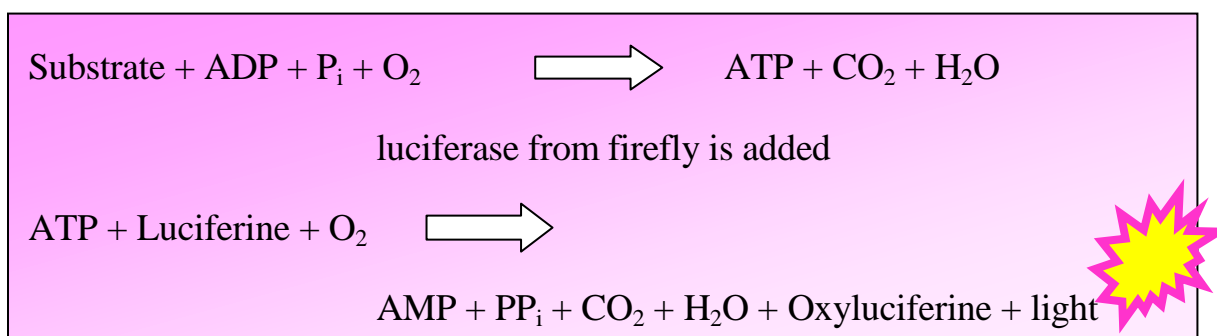 Substrate + ADP + Pi + O2 ATP + CO2 + H2O
luciferase from firefly is added
ATP + Luciferine + O2
AMP + PPi + CO2 + H2O + Oxyluciferine + light